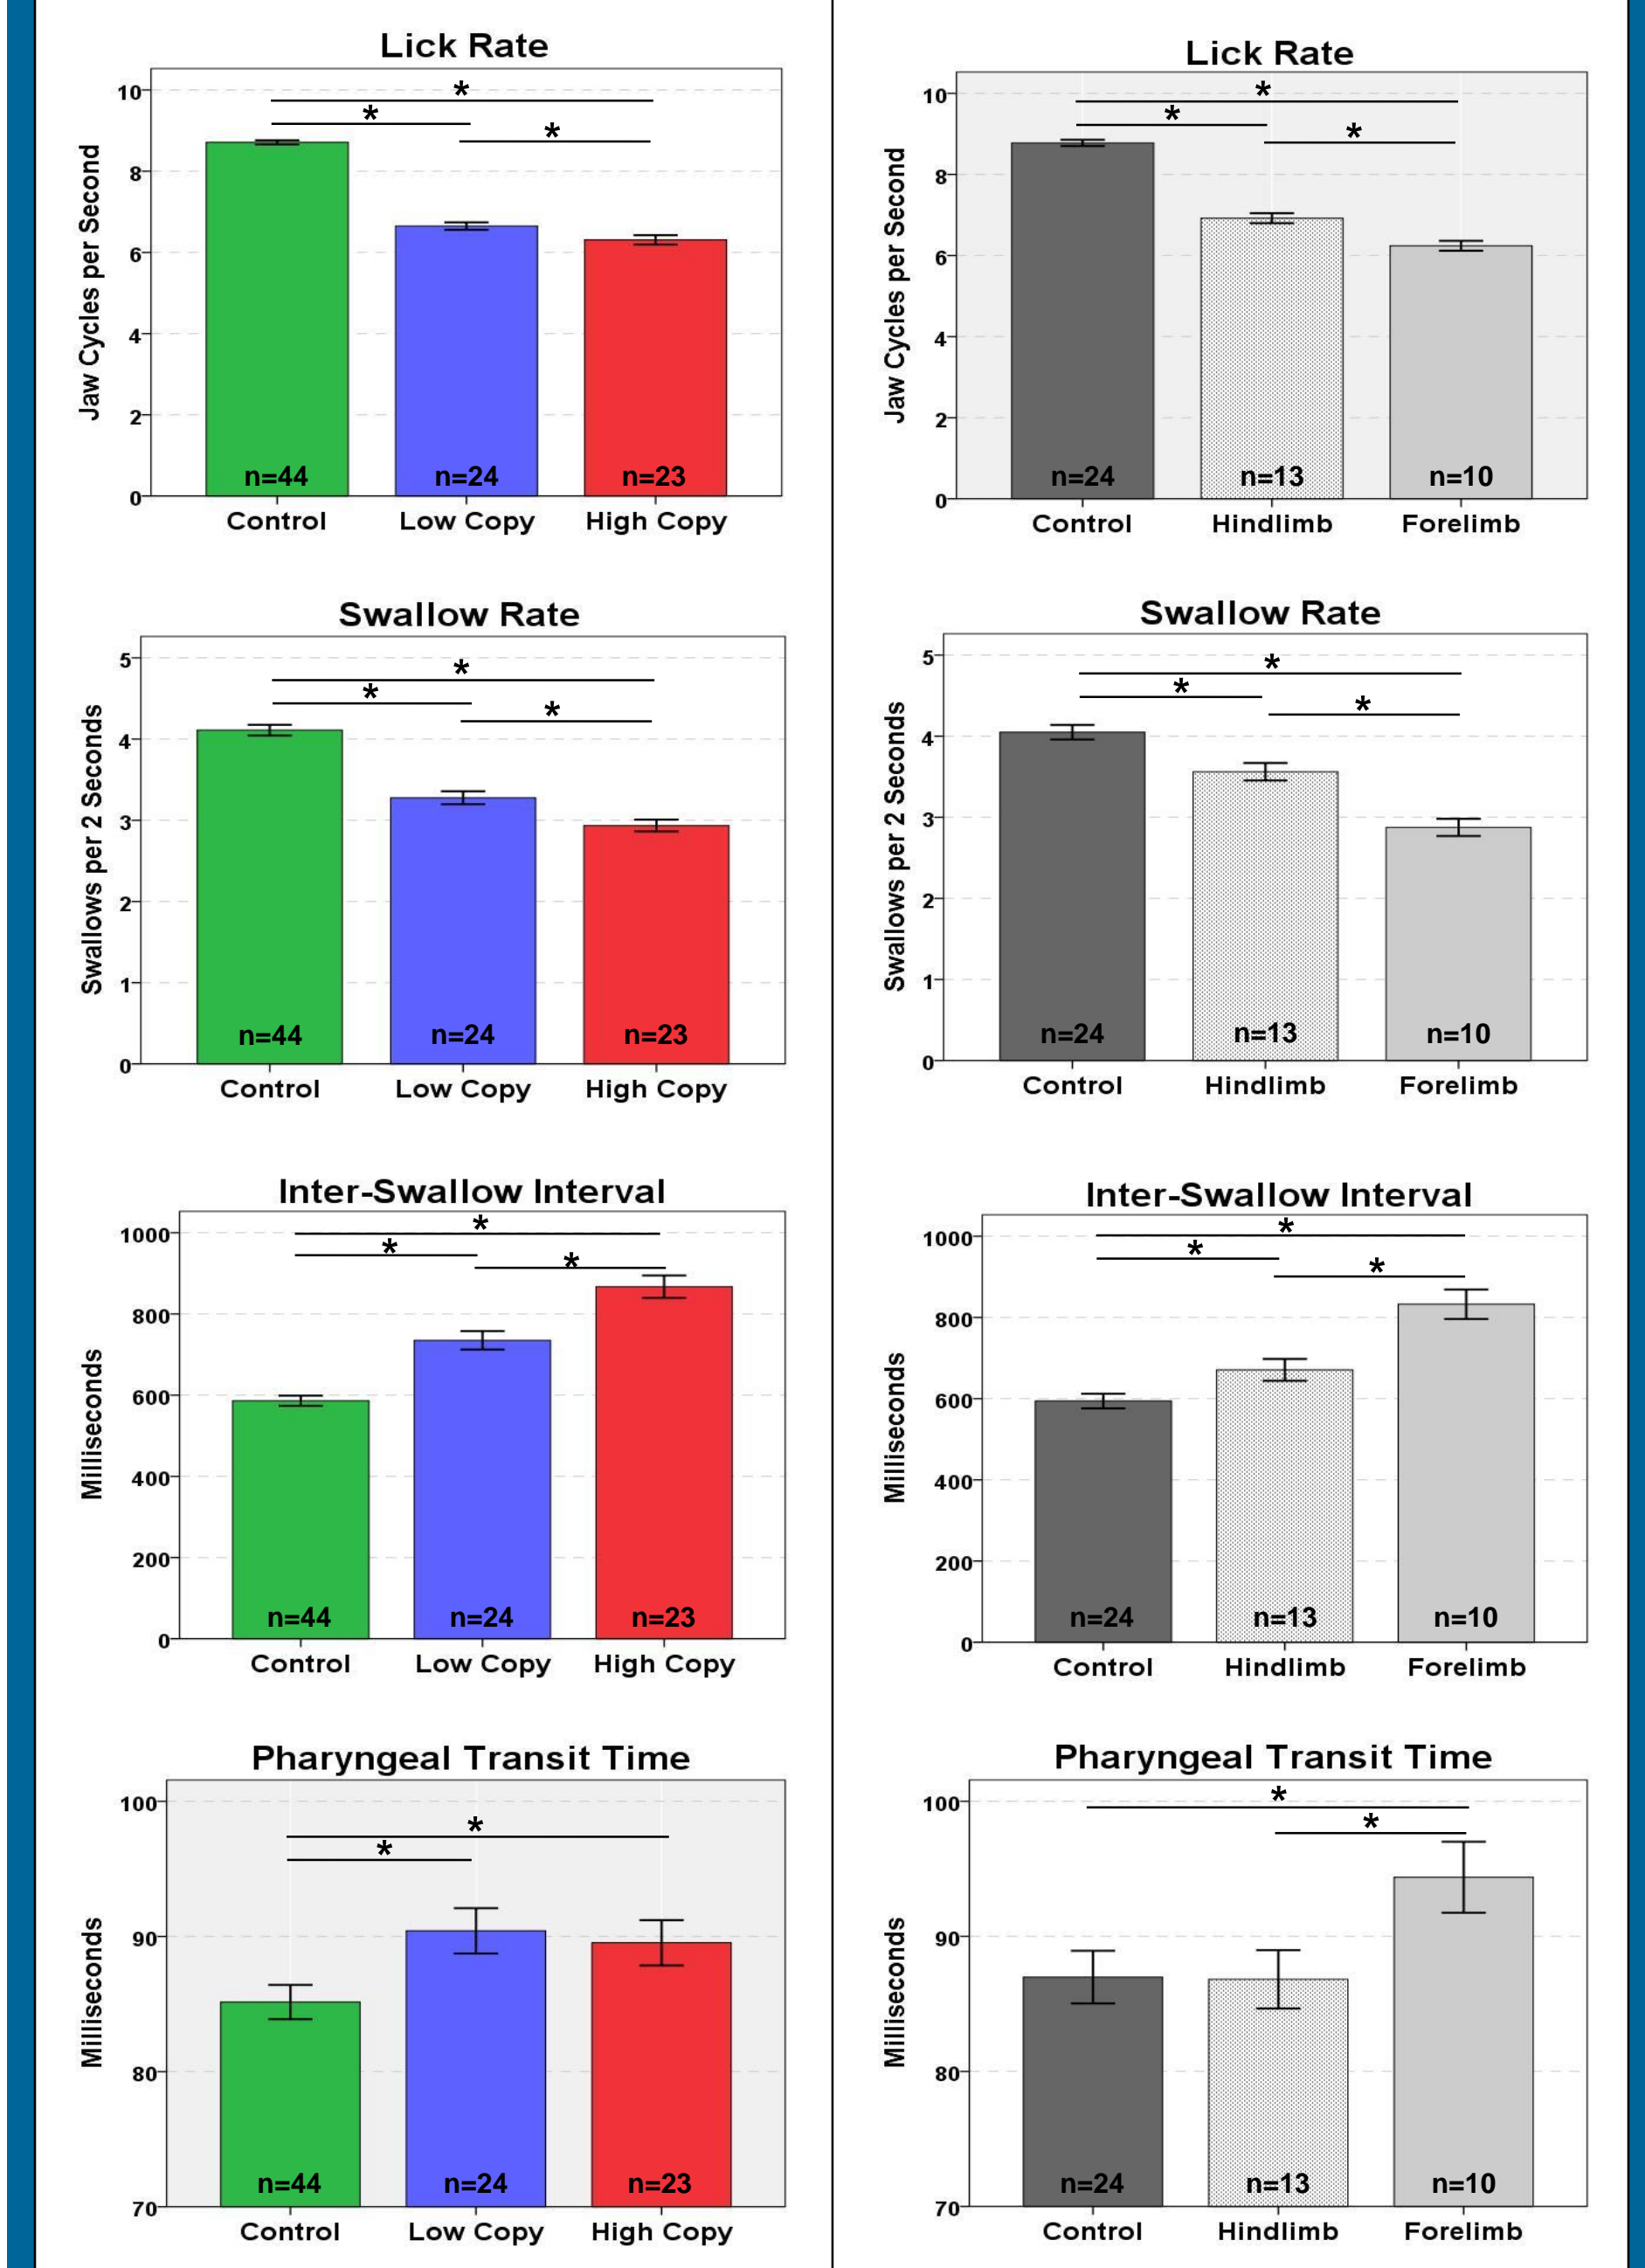 Lick Rate
Jaw Cycles per Second
10
8
6
4
2
0
*
*
*
n=44
n=24
n=23
Control
Low Copy
High Copy
Lick Rate
Jaw Cycles per Second
10
8
6
4
2
0
*
*
*
n=24
n=13
n=10
Control
Hindlimb
Forelimb
Swallow Rate
Swallows per 2 Seconds
5
4
3
2
1
0
*
*
*
n=44
n=24
n=23
Control
Low Copy
High Copy
Swallow Rate
Swallows per 2 Seconds
5
4
3
2
1
0
*
*
*
n=24
n=13
n=10
Control
Hindlimb
Forelimb
Inter-Swallow Interval
Milliseconds
1000
800
600
400
200
0
*
*
*
n=44
n=24
n=23
Control
Low Copy
High Copy
Inter-Swallow Interval
Milliseconds
1000
800
600
400
200
0
*
*
*
n=24
n=13
n=10
Control
Hindlimb
Forelimb
Pharyngeal Transit Time
Milliseconds
100
90
80
70
*
*
n=44
n=24
n=23
Control
Low Copy
High Copy
Pharyngeal Transit Time
Milliseconds
100
90
80
70
*
*
n=24
n=13
n=10
Control
Hindlimb
Forelimb